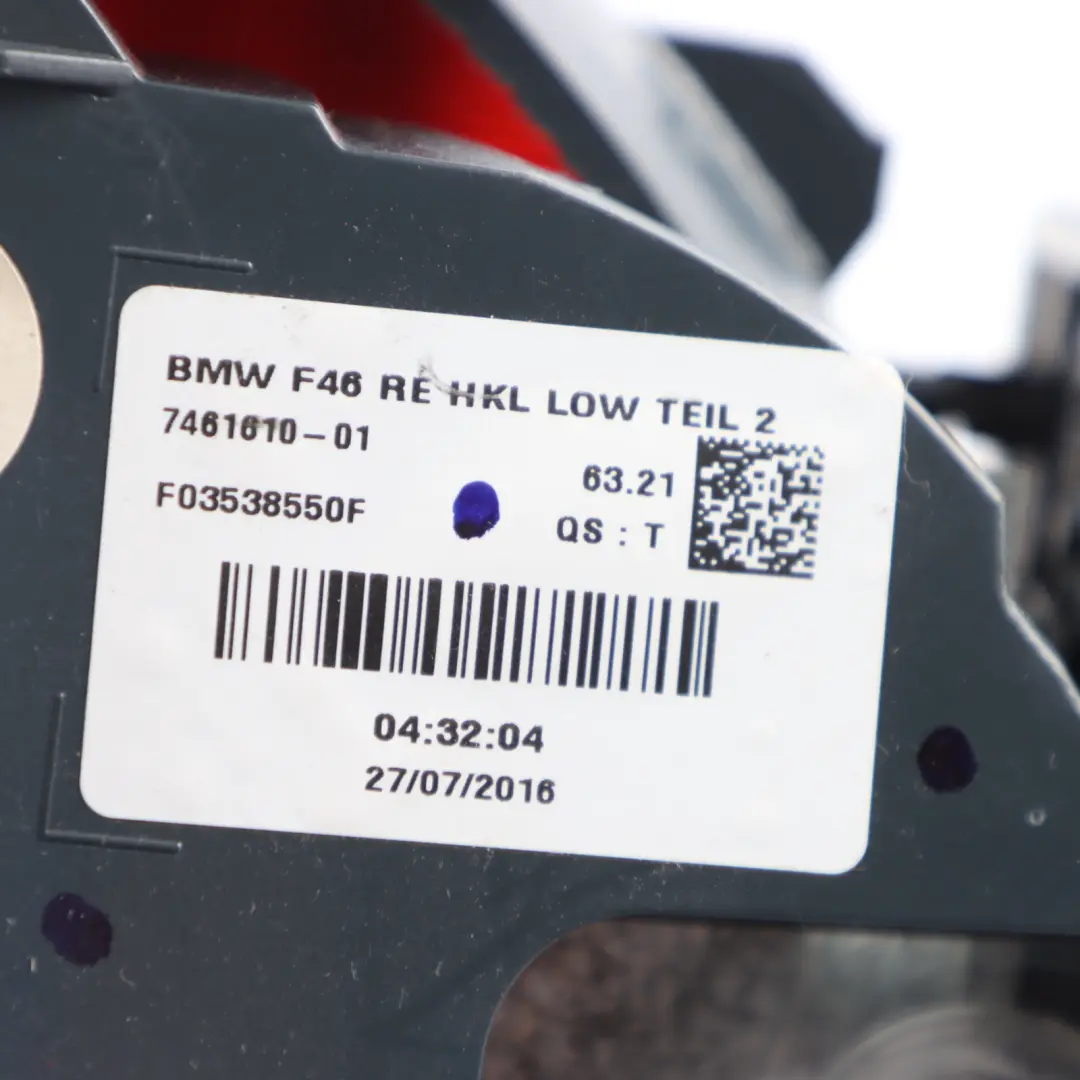 BMW F46 RE HKL LOW TEIL 2
7461610-01
F03538550F
63.21
QS : T
04:32:04
27/07/2016